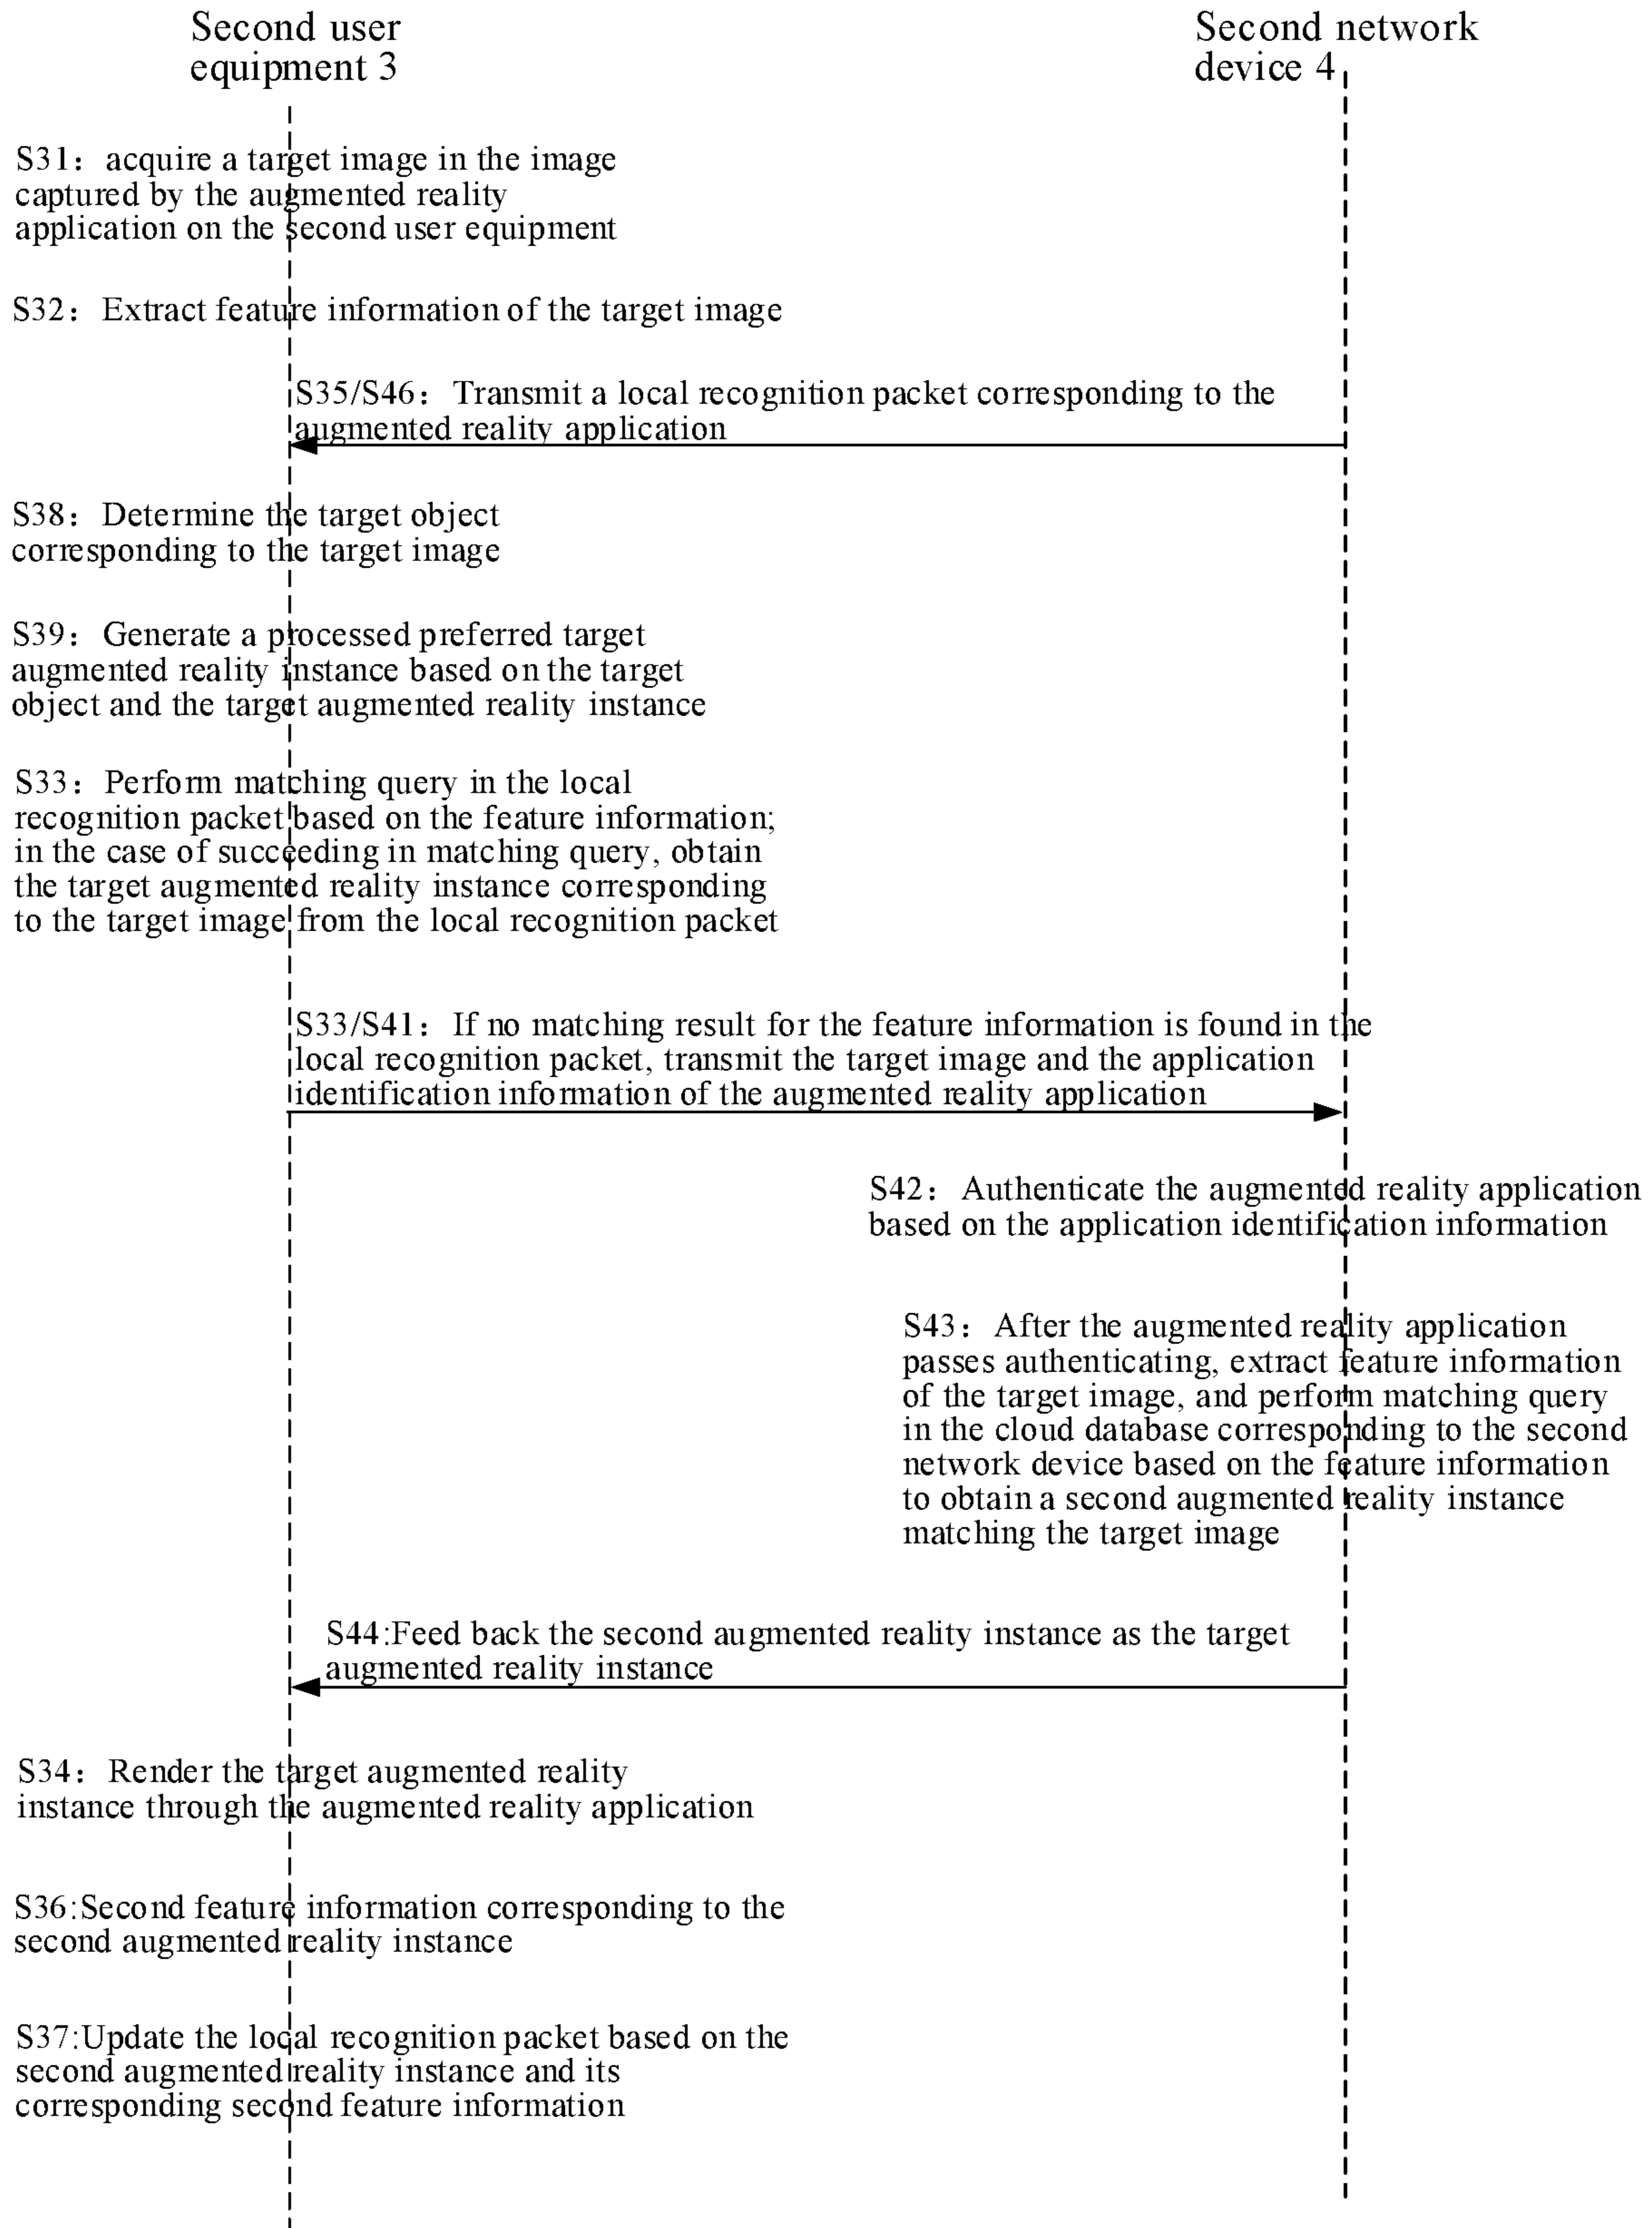 Second user
equipment 3
Second network
device 4
S31: acquire a target image in the image
captured by the augmented reality
application on the second user equipment
S32: Extract feature information of the target image
S35/S46: Transmit a local recognition packet corresponding to the
augmented reality application
S38: Determine the target object
corresponding to the target image
S39: Generate a processed preferred target
augmented reality instance based on the target
object and the target augmented reality instance
S33: Perform matching query in the local
recognition packet based on the feature information;
in the case of succeeding in matching query, obtain
the target augmented reality instance corresponding
to the target image from the local recognition packet
S33/S41: If no matching result for the feature information is found in the
local recognition packet, transmit the target image and the application
identification information of the augmented reality application
S42: Authenticate the augmented reality application
based on the application identification information
S43: After the augmented reality application
passes authenticating, extract feature information
of the target image, and perform matching query
in the cloud database corresponding to the second
network device based on the feature information
to obtain a second augmented reality instance
matching the target image
S44:Feed back the second augmented reality instance as the target
augmented reality instance
S34: Render the target augmented reality
instance through the augmented reality application
S36:Second feature information corresponding to the
second augmented reality instance
S37:Update the local recognition packet based on the
second augmented reality instance and its
corresponding second feature information